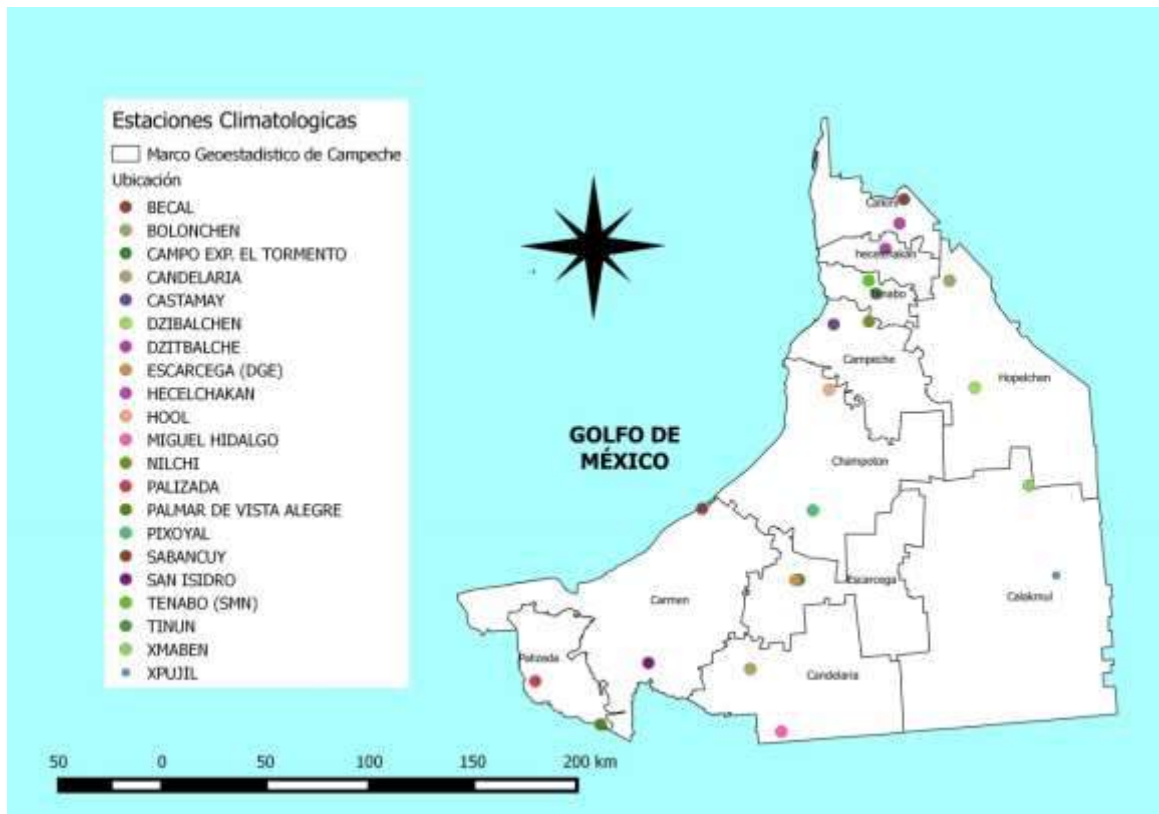 Estaciones Climatologicas
Marco Geoestadistico de Campeche
Ubicación
BECAL
BOLONCHEN
CAMPO EXP. EL TORMENTO
CANDELARIA
CASTAMAY
DZIBALCHEN
DZITBALCHE
ESCARCEGA (DGE)
HECELCHAKAN
HOOL
MIGUEL HIDALGO
NILCHI
PALIZADA
PALMAR DE VISTA ALEGRE
PIXOYAL
SABANCUY
SAN ISIDRO
TENABO (SMN)
TINUN
XMABEN
XPUJIL
hecelchakan
Tenabo
Campeche
Hopelchen
GOLFO DE
MÉXICO
Champoton
Escarcega
Carmen
Calakmul
Palizada
Candelaria
50 0 50 100 150 200 km